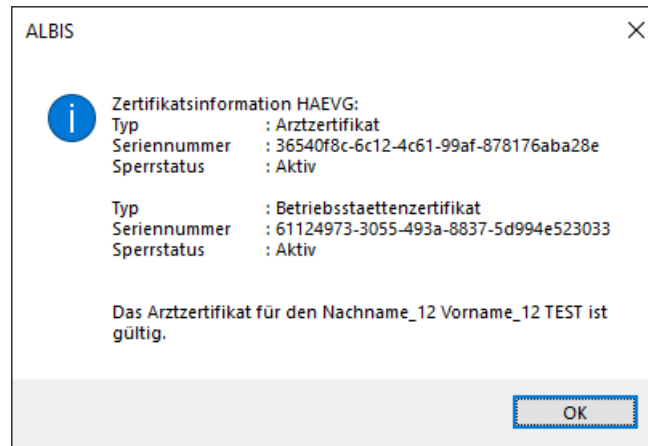 ALBIS
Zertifikatsinformation HAEVG:
Typ : Arztzertifikat
Seriennummer : 36540f8c-6c12-4c61-99af-878176aba28e
Sperrstatus : Aktiv
Typ : Betriebsstaettenzertifikat
Seriennummer : 61124973-3055-493a-8837-5d994e523033
Sperrstatus : Aktiv
Das Arztzertifikat für den Nachname_12 Vorname_12 TEST ist
gültig.
OK